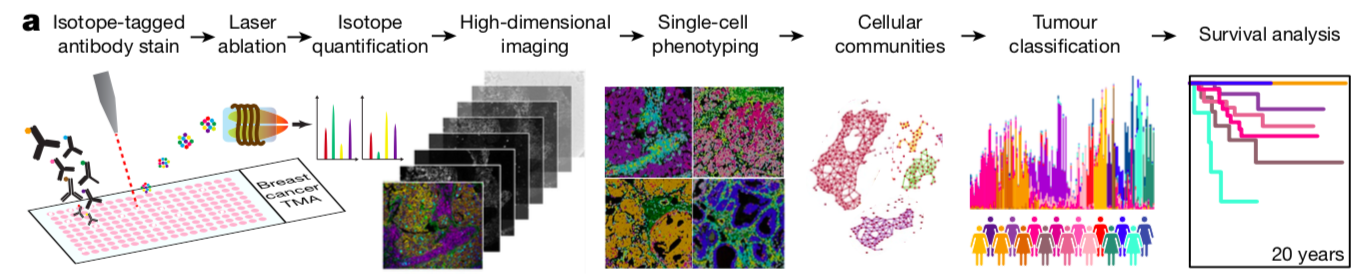 a
Isotope-tagged
antibody stain
Laser
ablation
Isotope
quantification
High-dimensional
imaging
Single-cell
phenotyping
Cellular
communities
Tumour
classification
Survival analysis
Breast
cancer
TMA
20 years